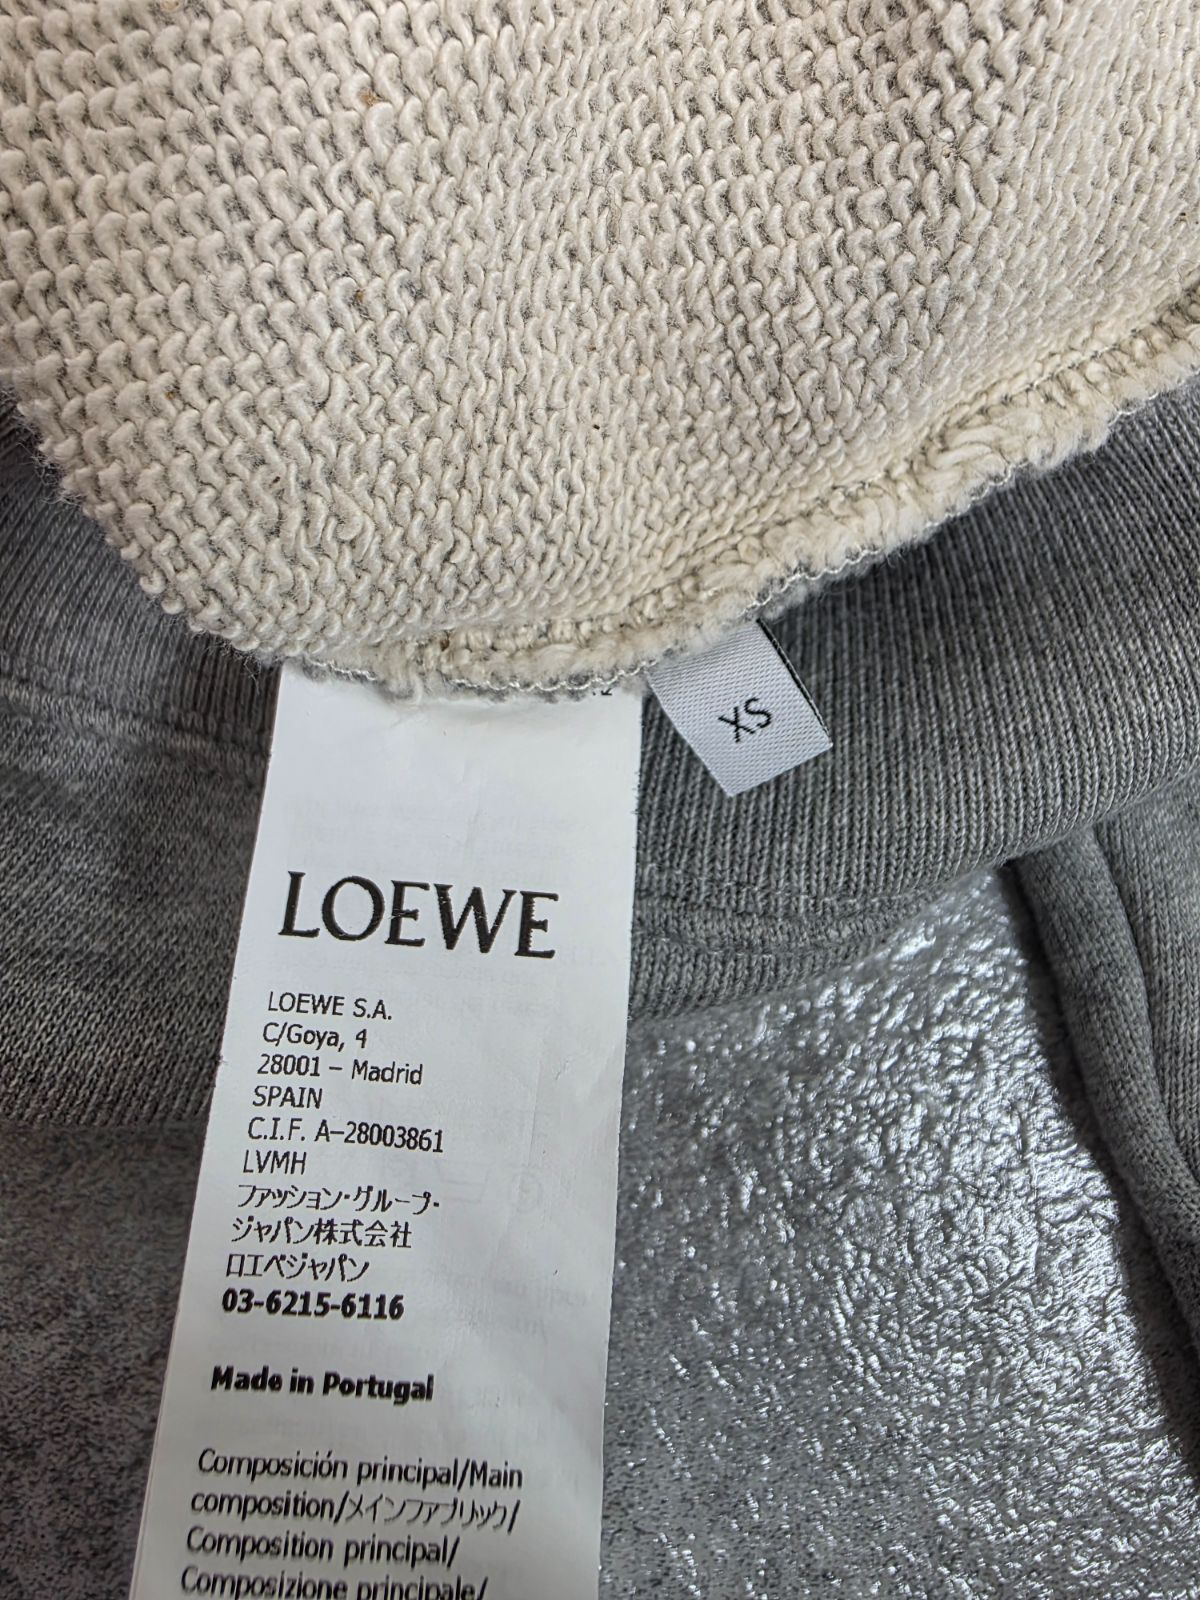 XS
LOEWE
LOEWE S.A.
C/Goya, 4
28001 – Madrid
SPAIN
C.I.F. A–28003861
LVMH
ファッション・グループ・
ジャパン株式会社
ロエベジャパン
03-6215-6116
Made in Portugal
Composición principal/Main
composition/メインファブリック/
Composition principal/
Composizione principale/